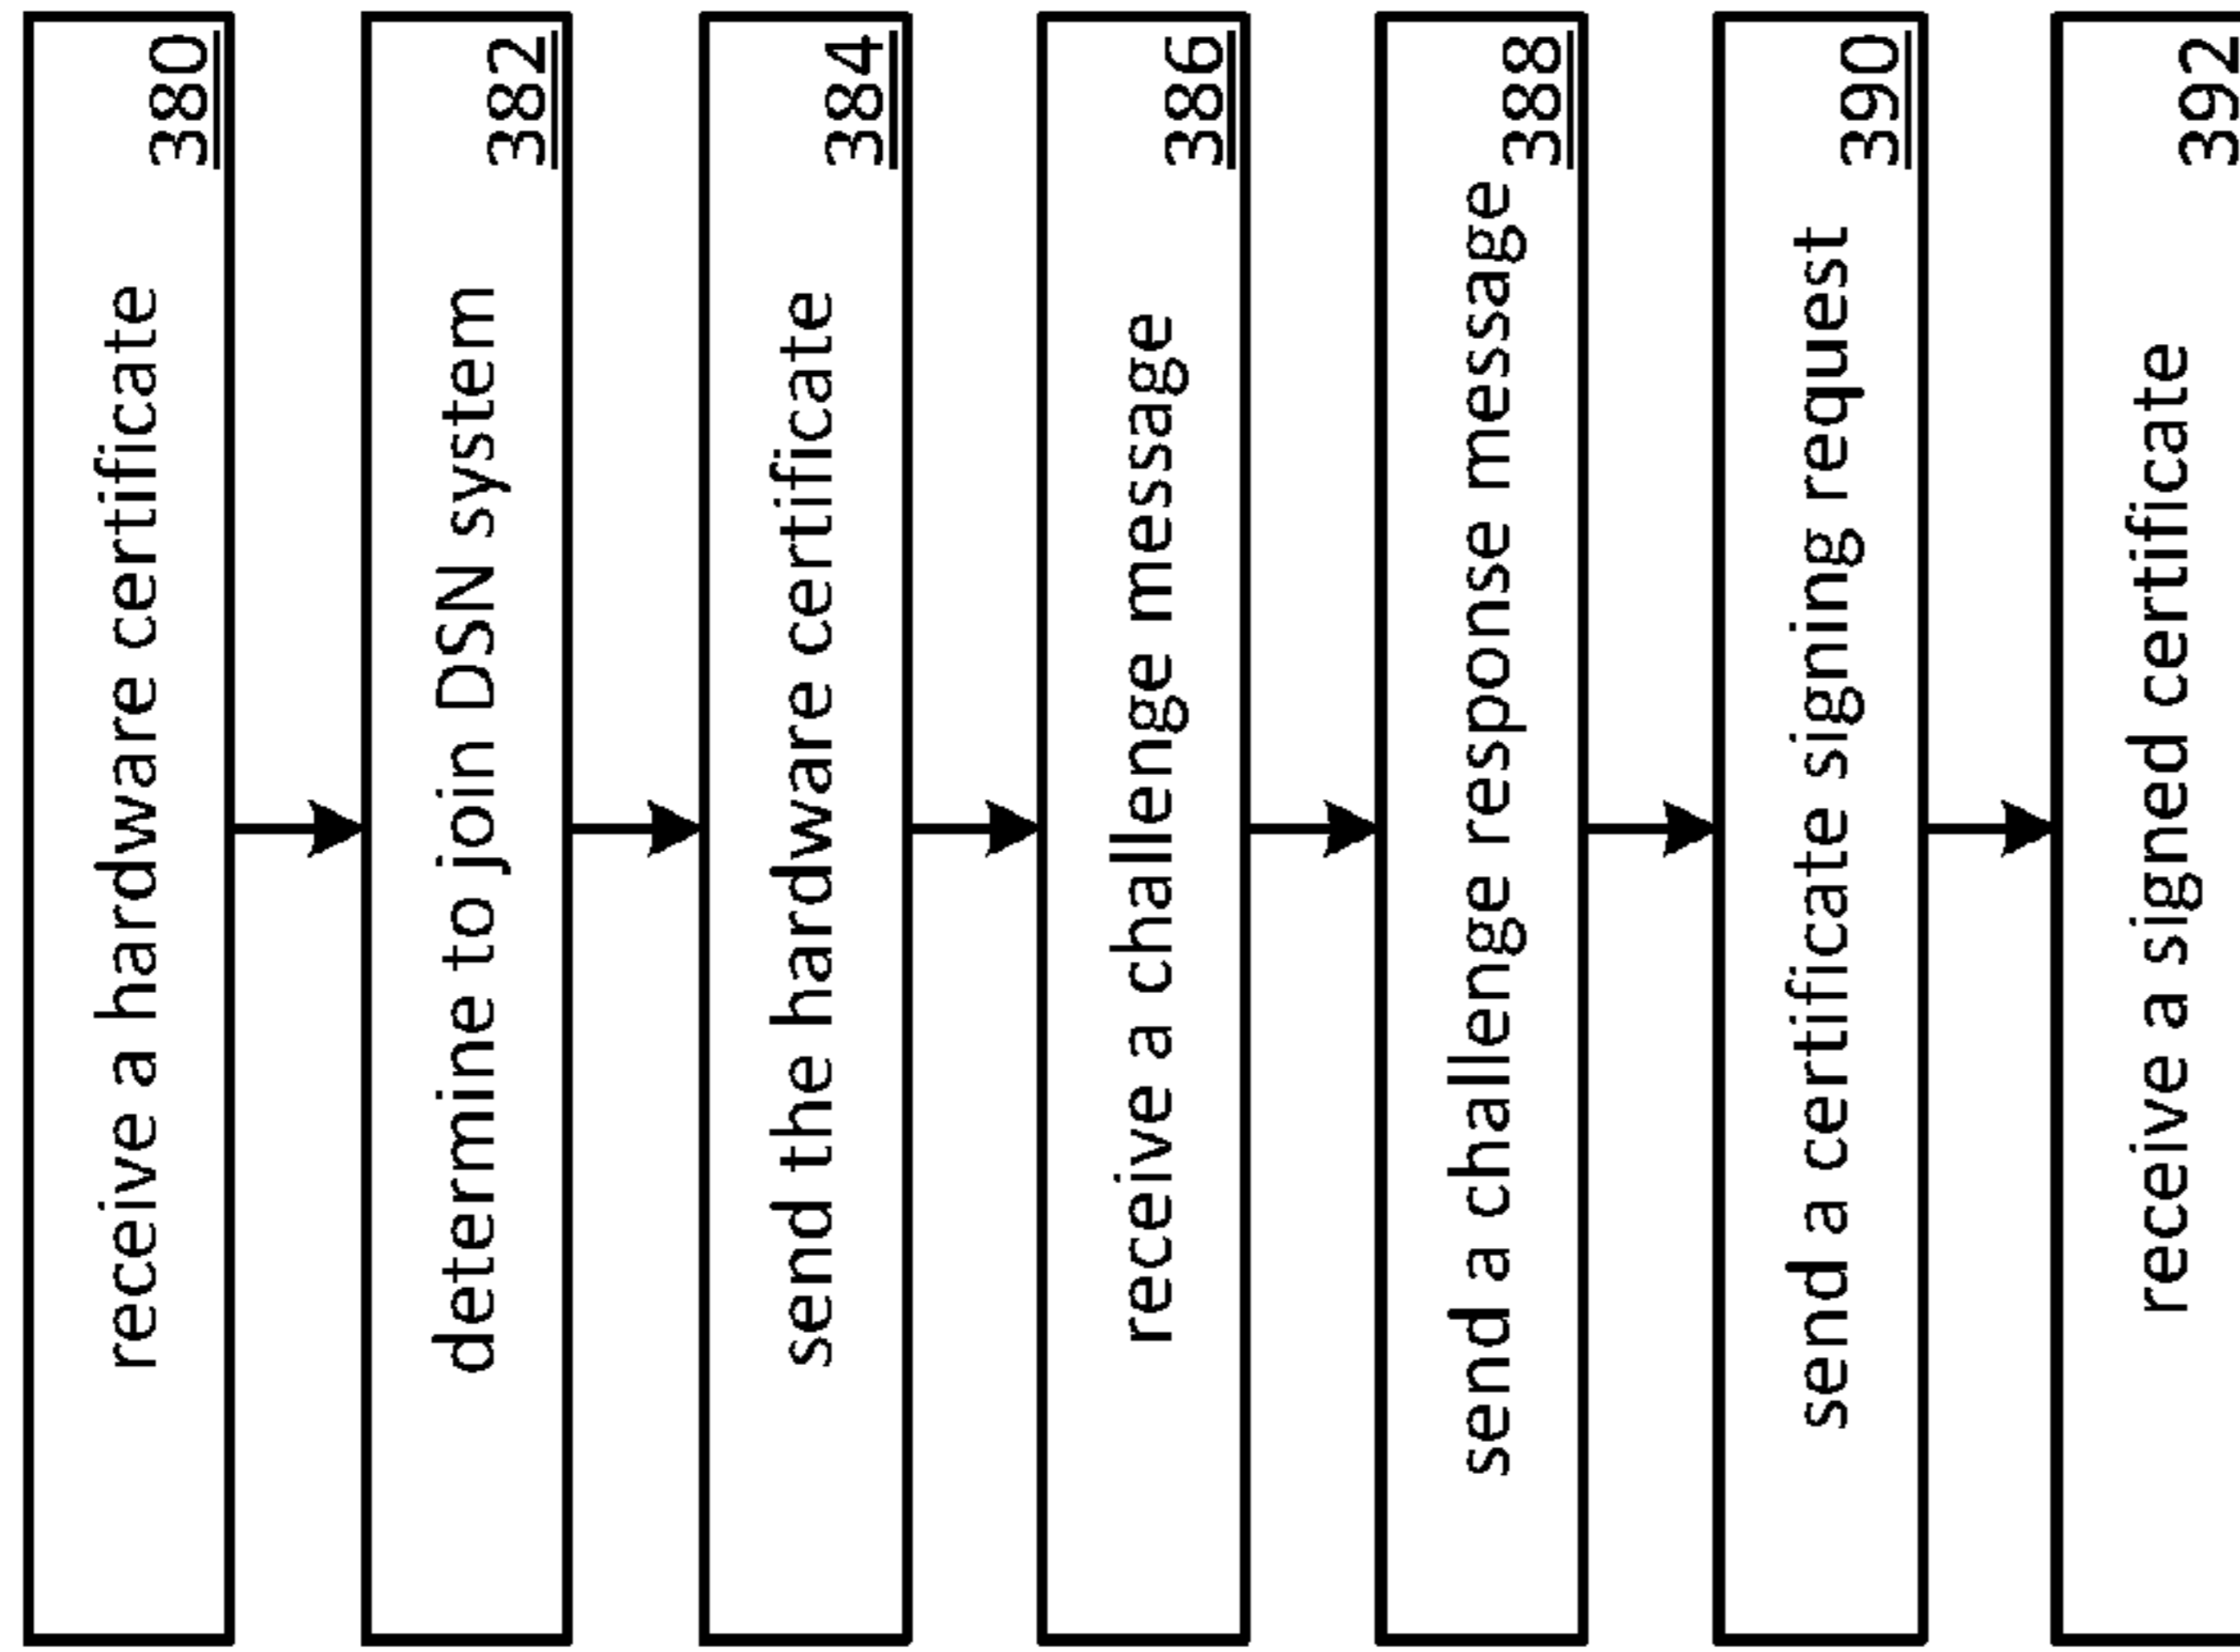 receive a hardware certificate
380
determine to join DSN system
382
send the hardware certificate
384
receive a challenge message
386
send a challenge response message
388
send a certificate signing request
390
receive a signed certificate
392